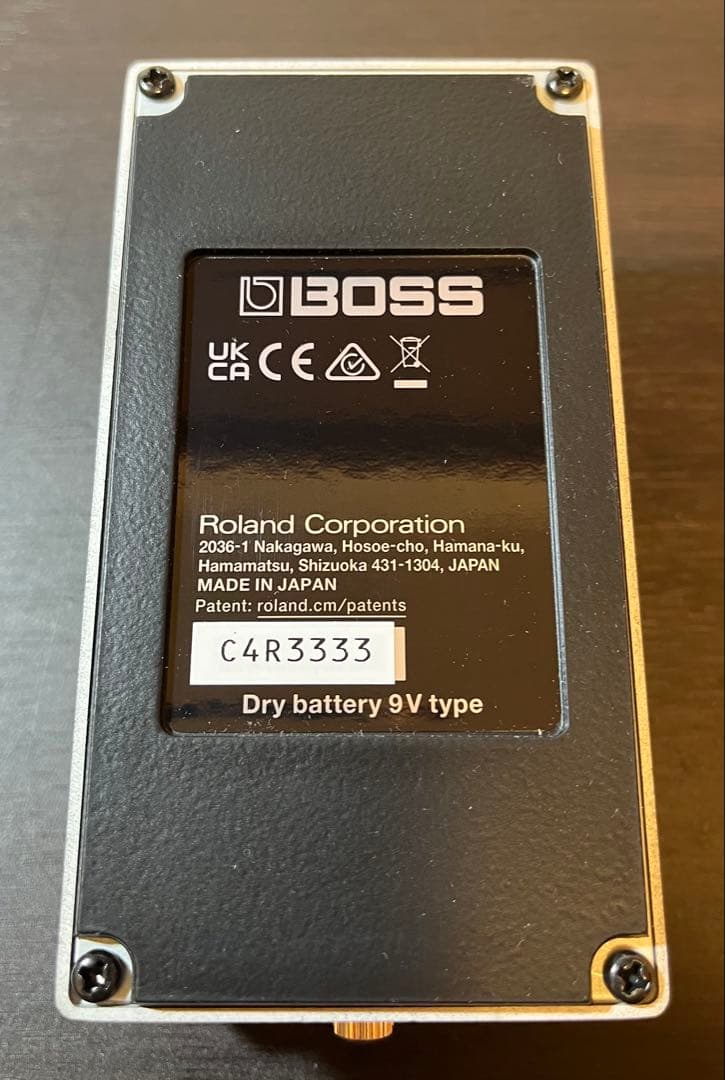 BOSS
UK
CA CE
Roland Corporation
2036-1 Nakagawa, Hosoe-cho, Hamana-ku,
Hamamatsu, Shizuoka 431-1304, JAPAN
MADE IN JAPAN
Patent: roland.cm/patents
C4R3333
Dry battery 9V type